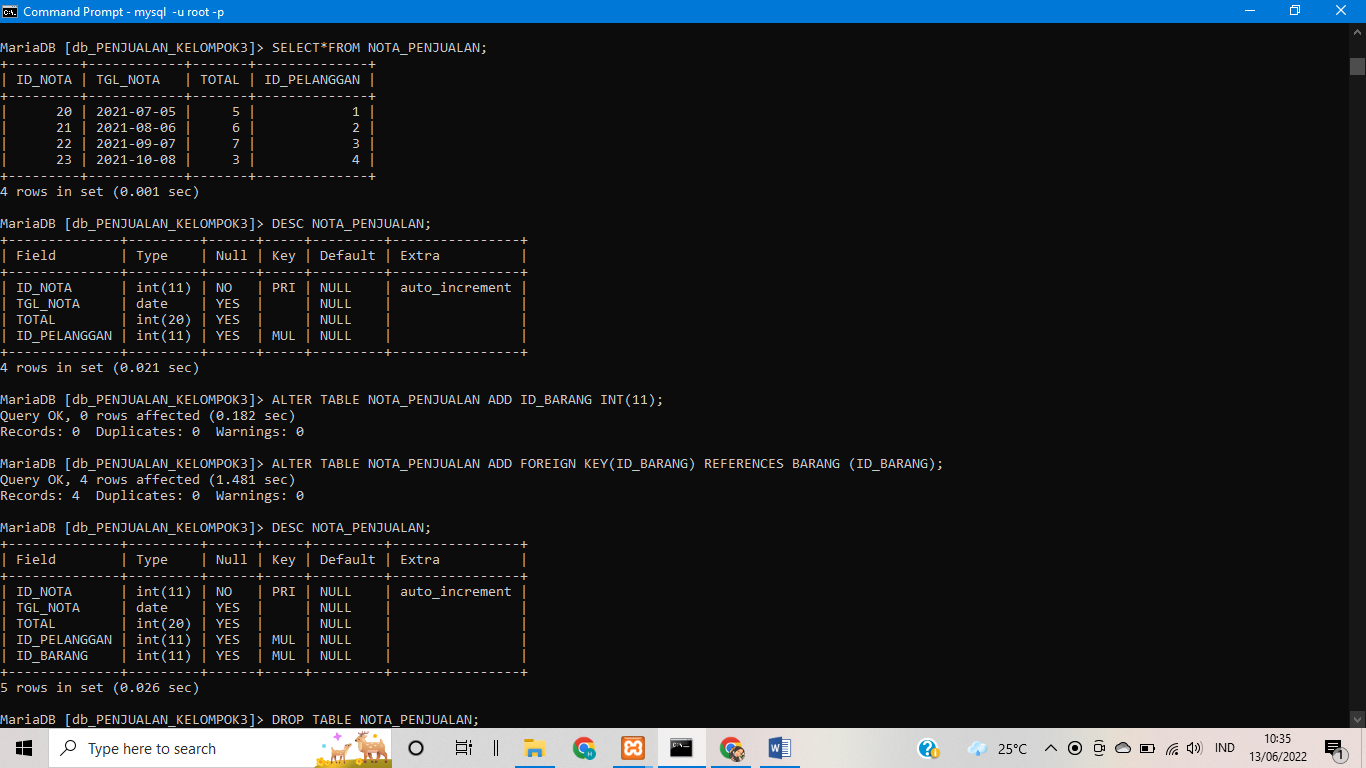 Command Prompt - mysql  -u root -p
MariaDB [db_PENJUALAN_KELOMPOK3]> SELECT*FROM NOTA_PENJUALAN;
+---------+------------+-------+--------------+
| ID_NOTA | TGL_NOTA   | TOTAL | ID_PELANGGAN |
+---------+------------+-------+--------------+
|      20 | 2021-07-05 |     5 |            1 |
|      21 | 2021-08-06 |     6 |            2 |
|      22 | 2021-09-07 |     7 |            3 |
|      23 | 2021-10-08 |     3 |            4 |
+---------+------------+-------+--------------+
4 rows in set (0.001 sec)
MariaDB [db_PENJUALAN_KELOMPOK3]> DESC NOTA_PENJUALAN;
+--------------+---------+------+-----+---------+----------------+
| Field        | Type    | Null | Key | Default | Extra          |
+--------------+---------+------+-----+---------+----------------+
| ID_NOTA      | int(11) | NO   | PRI | NULL    | auto_increment |
| TGL_NOTA     | date    | YES  |     | NULL    |                |
| TOTAL        | int(20) | YES  |     | NULL    |                |
| ID_PELANGGAN | int(11) | YES  | MUL | NULL    |                |
+--------------+---------+------+-----+---------+----------------+
4 rows in set (0.021 sec)
MariaDB [db_PENJUALAN_KELOMPOK3]> ALTER TABLE NOTA_PENJUALAN ADD ID_BARANG INT(11);
Query OK, 0 rows affected (0.182 sec)
Records: 0  Duplicates: 0  Warnings: 0
MariaDB [db_PENJUALAN_KELOMPOK3]> ALTER TABLE NOTA_PENJUALAN ADD FOREIGN KEY(ID_BARANG) REFERENCES BARANG (ID_BARANG);
Query OK, 4 rows affected (1.481 sec)
Records: 4  Duplicates: 0  Warnings: 0
MariaDB [db_PENJUALAN_KELOMPOK3]> DESC NOTA_PENJUALAN;
+--------------+---------+------+-----+---------+----------------+
| Field        | Type    | Null | Key | Default | Extra          |
+--------------+---------+------+-----+---------+----------------+
| ID_NOTA      | int(11) | NO   | PRI | NULL    | auto_increment |
| TGL_NOTA     | date    | YES  |     | NULL    |                |
| TOTAL        | int(20) | YES  |     | NULL    |                |
| ID_PELANGGAN | int(11) | YES  | MUL | NULL    |                |
| ID_BARANG    | int(11) | YES  | MUL | NULL    |                |
+--------------+---------+------+-----+---------+----------------+
5 rows in set (0.026 sec)
MariaDB [db_PENJUALAN_KELOMPOK3]> DROP TABLE NOTA_PENJUALAN;
Type here to search
25°C
IND
10:35
13/06/2022
1